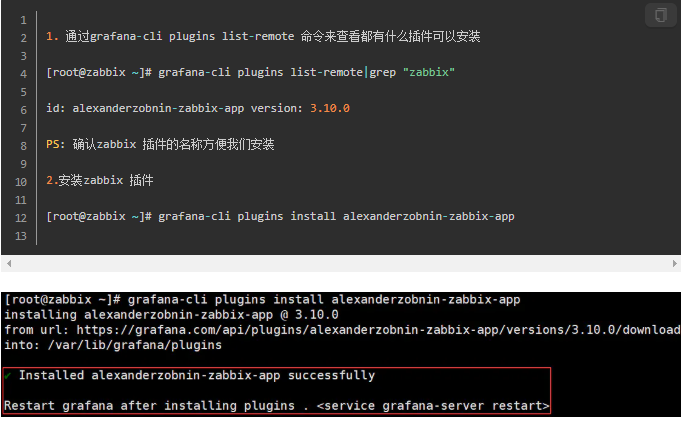 1
2 1. 通过grafana-cli plugins list-remote 命令来查看都有什么插件可以安装
3
4 [root@zabbix ~]# grafana-cli plugins list-remote|grep "zabbix"
5
6 id: alexanderzobnin-zabbix-app version: 3.10.0
7
8 PS: 确认zabbix 插件的名称方便我们安装
9
10 2.安装zabbix 插件
11
12 [root@zabbix ~]# grafana-cli plugins install alexanderzobnin-zabbix-app
13
[root@zabbix ~]# grafana-cli plugins install alexanderzobnin-zabbix-app
installing alexanderzobnin-zabbix-app @ 3.10.0
from url: https://grafana.com/api/plugins/alexanderzobnin-zabbix-app/versions/3.10.0/download
into: /var/lib/grafana/plugins
✔ Installed alexanderzobnin-zabbix-app successfully
Restart grafana after installing plugins . <service grafana-server restart>